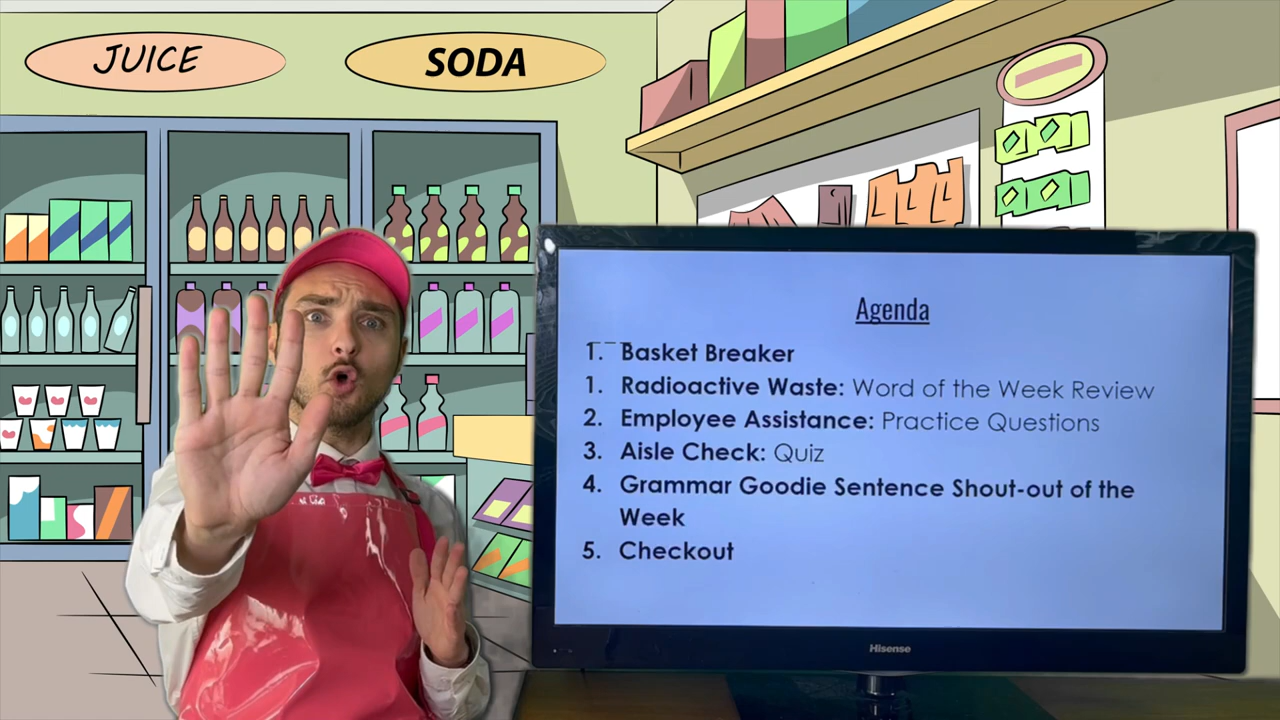 JUICE
SODA
Agenda
1. Basket Breaker
1. Radioactive Waste: Word of the Week Review
2. Employee Assistance: Practice Questions
3. Aisle Check: Quiz
4. Grammar Goodie Sentence Shout-out of the
Week
5. Checkout
Hisense